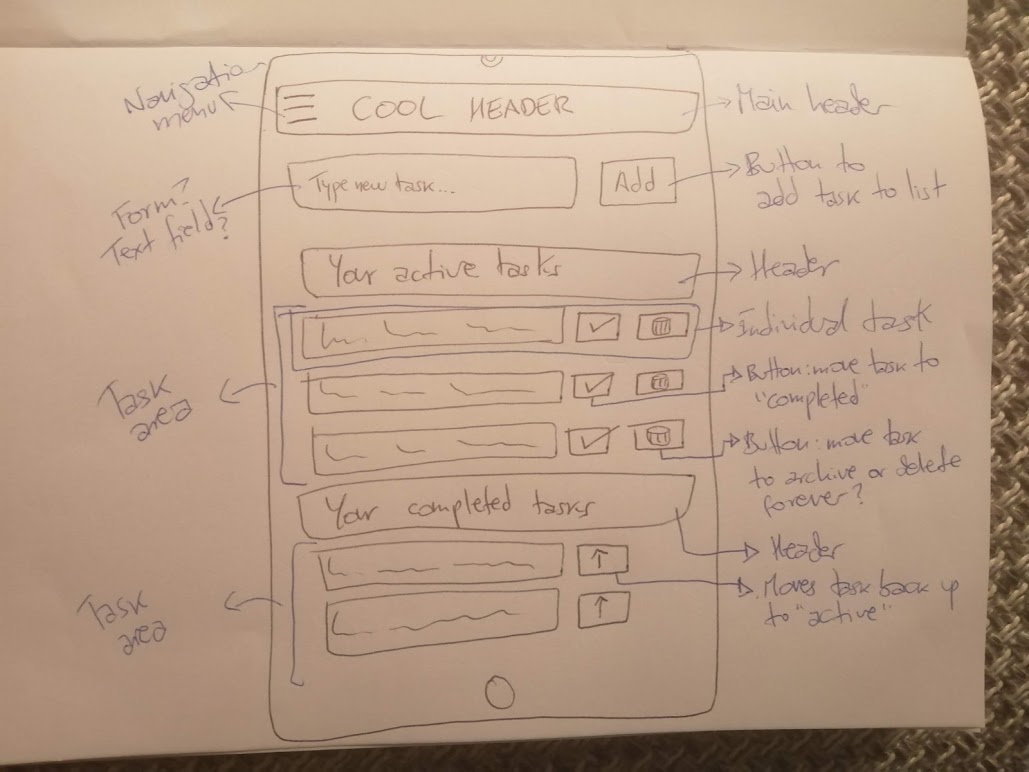 Navigation
menu
COOL HEADER
Main header
Type new task...
Add
Button to
add task to list
Form?
Text field?
Your active tasks
Header
Individual task
Task
area
Button: move task to
"completed"
Button: move task
to archive or delete
forever?
Your completed tasks
Header
Task
area
Moves task back up
to "active"